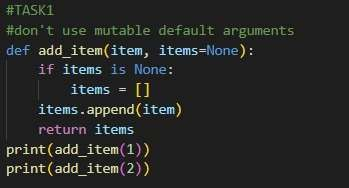 #TASK1
#don't use mutable default arguments
def add_item(item, items=None):
    if items is None:
        items = []
    items.append(item)
    return items
print(add_item(1))
print(add_item(2))